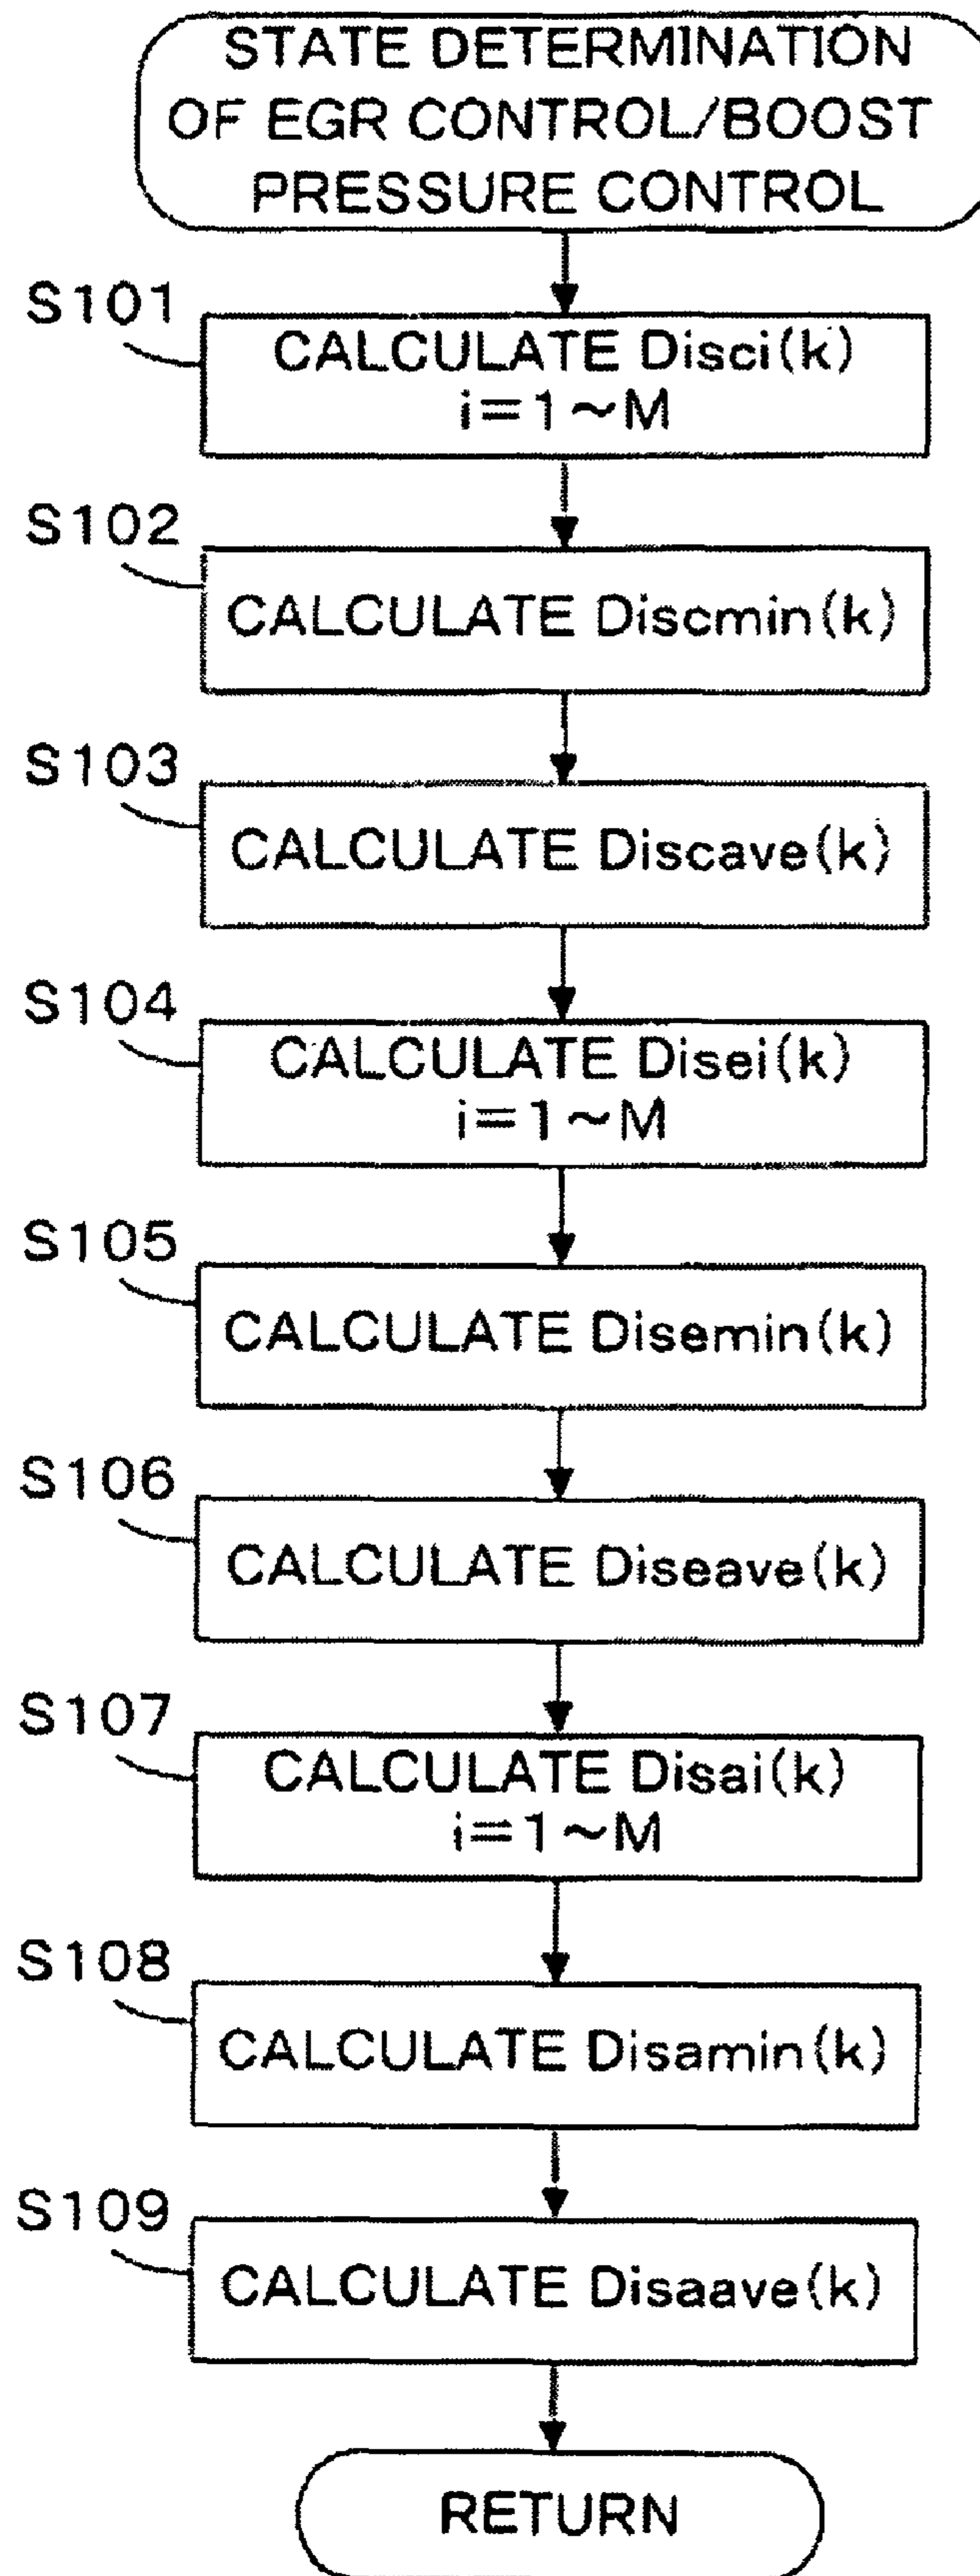 STATE DETERMINATION
OF EGR CONTROL/BOOST
PRESSURE CONTROL
S101
CALCULATE Disci(k)
i=1~M
S102
CALCULATE Discmin(k)
S103
CALCULATE Discave(k)
S104
CALCULATE Disei(k)
i=1~M
S105
CALCULATE Disemin(k)
S106
CALCULATE Diseave(k)
S107
CALCULATE Disai(k)
i=1~M
S108
CALCULATE Disamin(k)
S109
CALCULATE Disaave(k)
RETURN